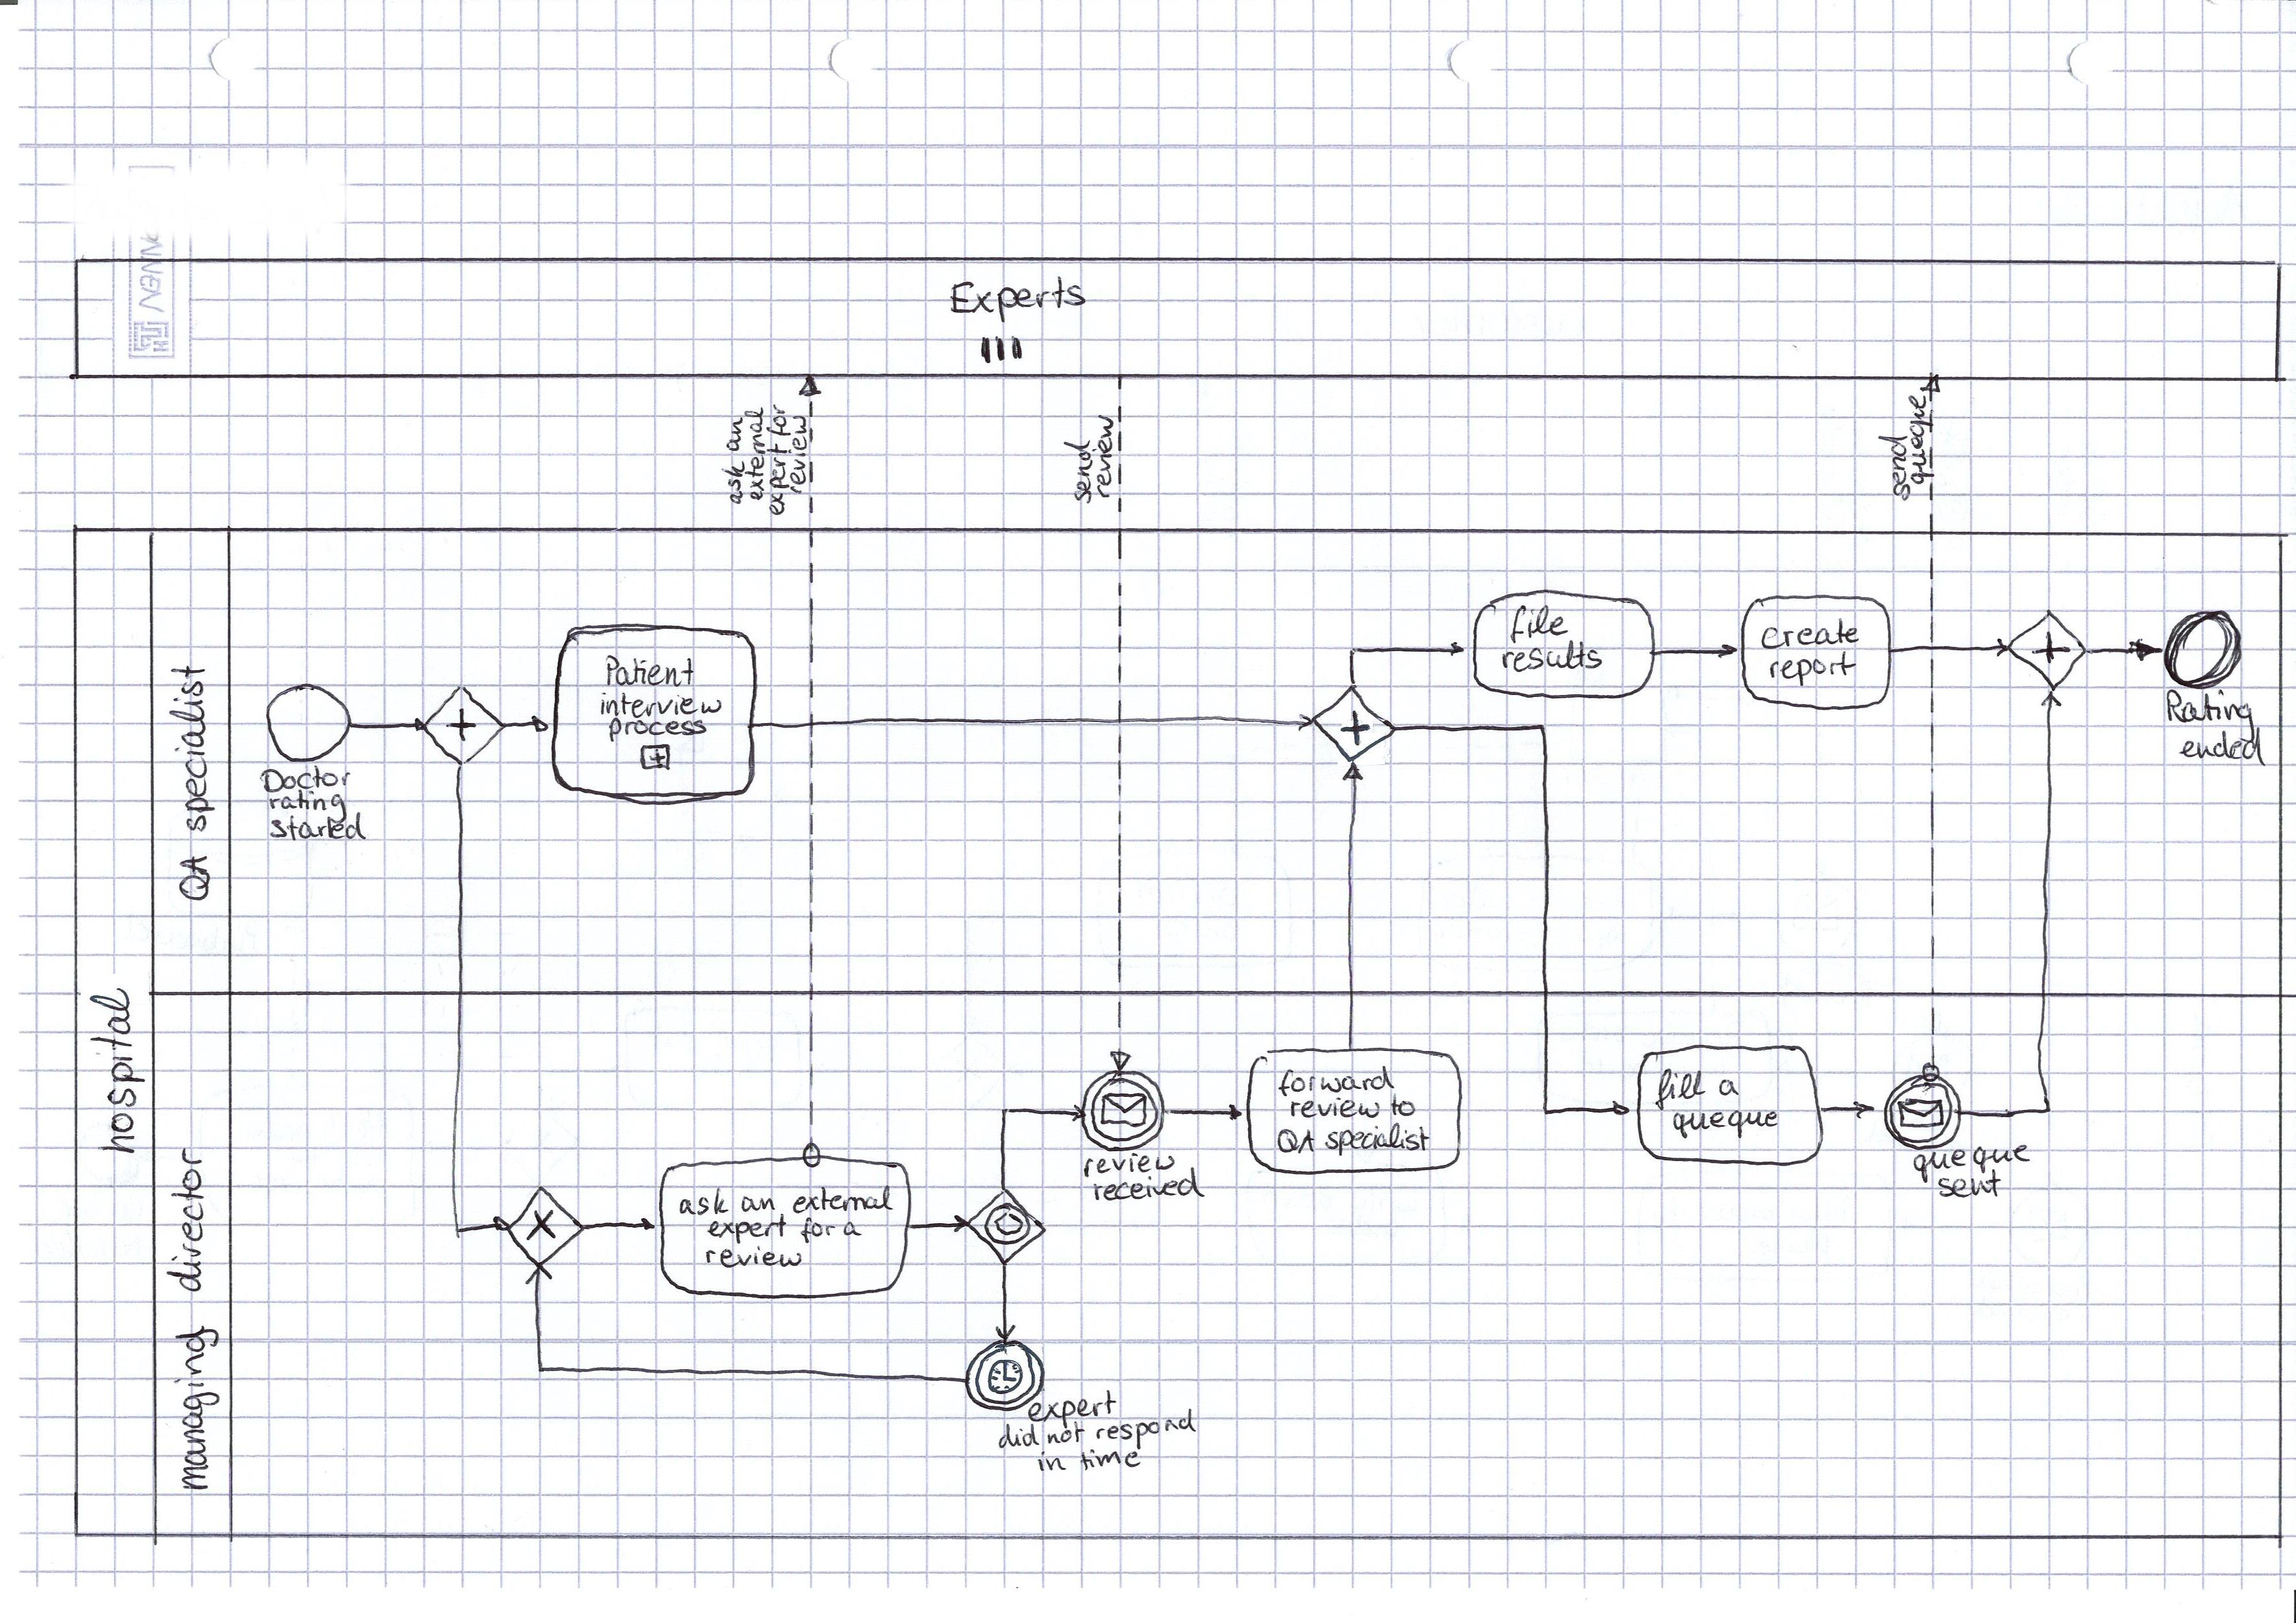 Experts
ask an
external
expert for
review
send
review
send
queque
hospital
QA specialist
managing director
Doctor
rating
started
Patient
interview
process
file
results
create
report
Rating
ended
ask an external
expert for a
review
review
received
forward
review to
QA specialist
fill a
queque
queque
sent
expert
did not respond
in time